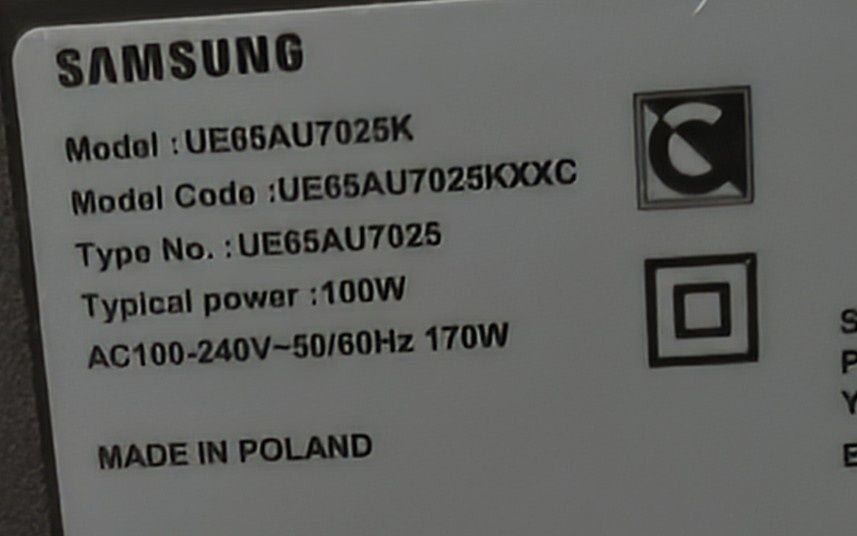 SAMSUNG
Model : UE65AU7025K
Model Code :UE65AU7025KXXC
Type No. : UE65AU7025
Typical power :100W
AC100-240V~50/60Hz 170W
MADE IN POLAND
S
P
Y
E